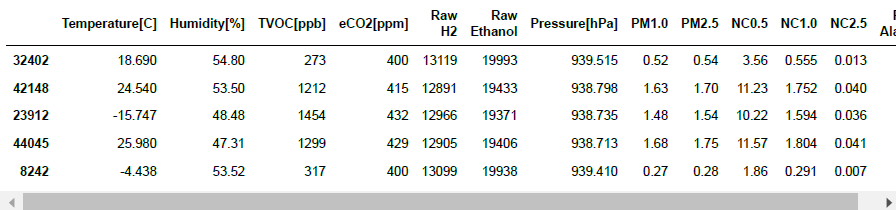 Temperature[C] Humidity[%] TVOC[ppb] eCO2[ppm] Raw H2 Raw Ethanol Pressure[hPa] PM1.0 PM2.5 NC0.5 NC1.0 NC2.5
32402 18.690 54.80 273 400 13119 19993 939.515 0.52 0.54 3.56 0.555 0.013
42148 24.540 53.50 1212 415 12891 19433 938.798 1.63 1.70 11.23 1.752 0.040
23912 -15.747 48.48 1454 432 12966 19371 938.735 1.48 1.54 10.22 1.594 0.036
44045 25.980 47.31 1299 429 12905 19406 938.713 1.68 1.75 11.57 1.804 0.041
8242 -4.438 53.52 317 400 13099 19938 939.410 0.27 0.28 1.86 0.291 0.007